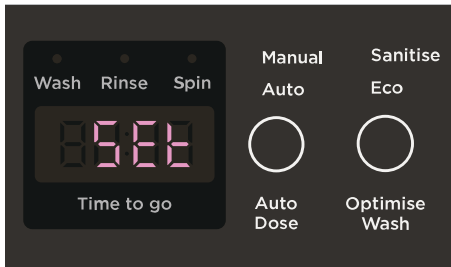 Wash Rinse Spin
SEt
Time to go
Manual
Auto
Auto
Dose
Sanitise
Eco
Optimise
Wash